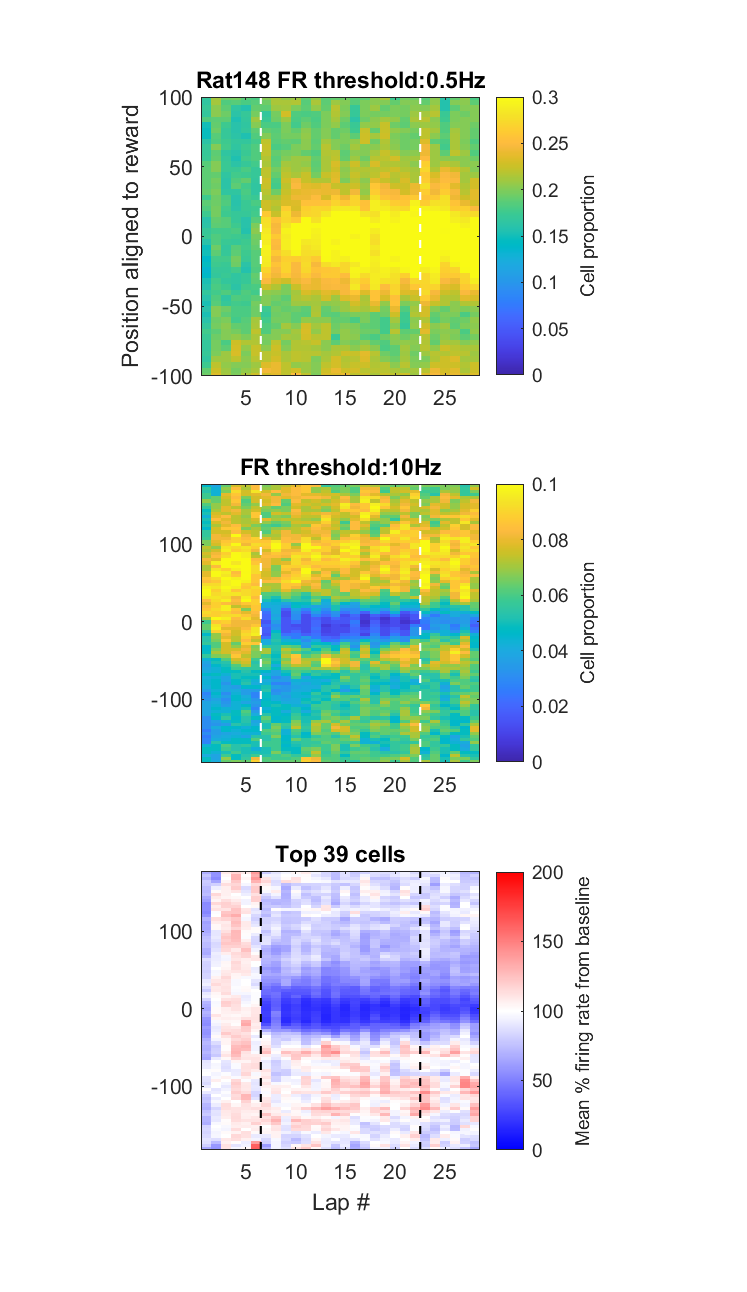 Rat148 FR threshold:0.5Hz
Position aligned to reward
100
50
0
-50
-100
5 10 15 20 25
0.3
0.25
0.2
0.15
0.1
0.05
0
Cell proportion
FR threshold:10Hz
100
0
-100
5 10 15 20 25
0.1
0.08
0.06
0.04
0.02
0
Cell proportion
Top 39 cells
100
0
-100
5 10 15 20 25
Lap #
200
150
100
50
0
Mean % firing rate from baseline